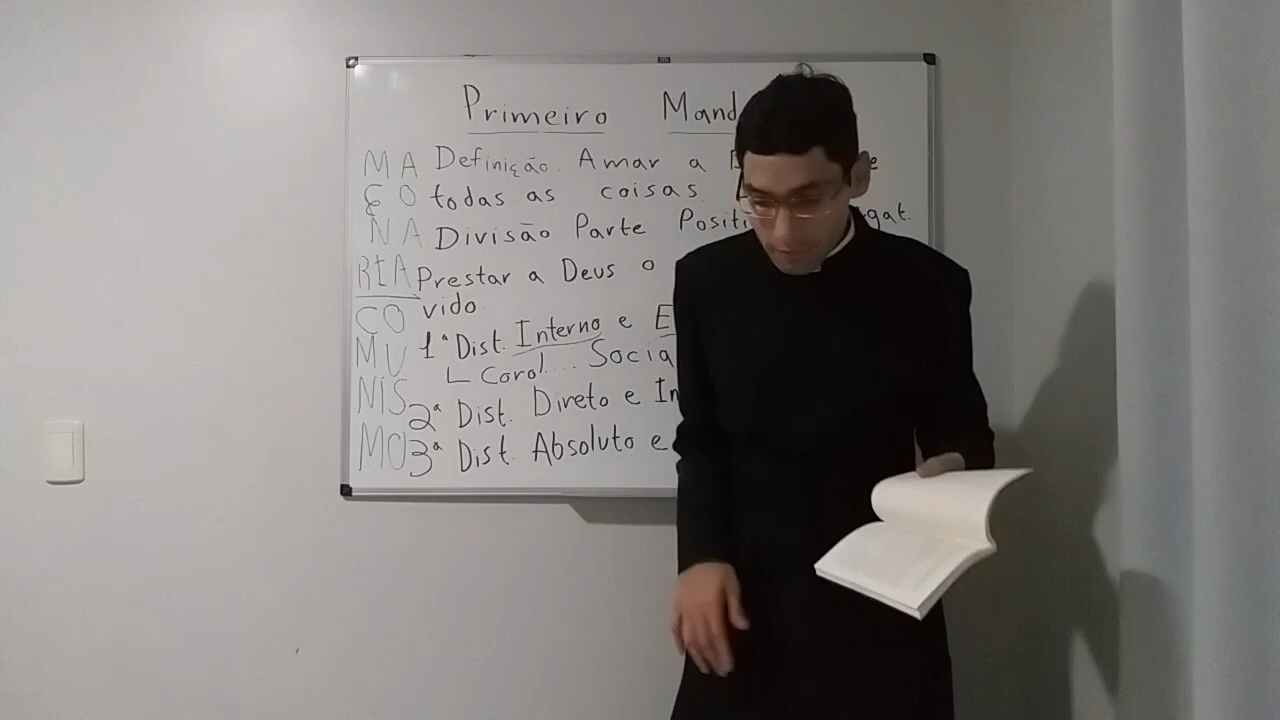 Primeiro Mand
MA Definição. Amar a
ÇO todas as coisas.
NA Divisão Parte Positi gat.
RIA Prestar a Deus o
vido
CO
MU 1ª Dist. Interno e E
└ Corol.... Socia
NIS 2ª Dist. Direto e In
MO 3ª Dist. Absoluto e